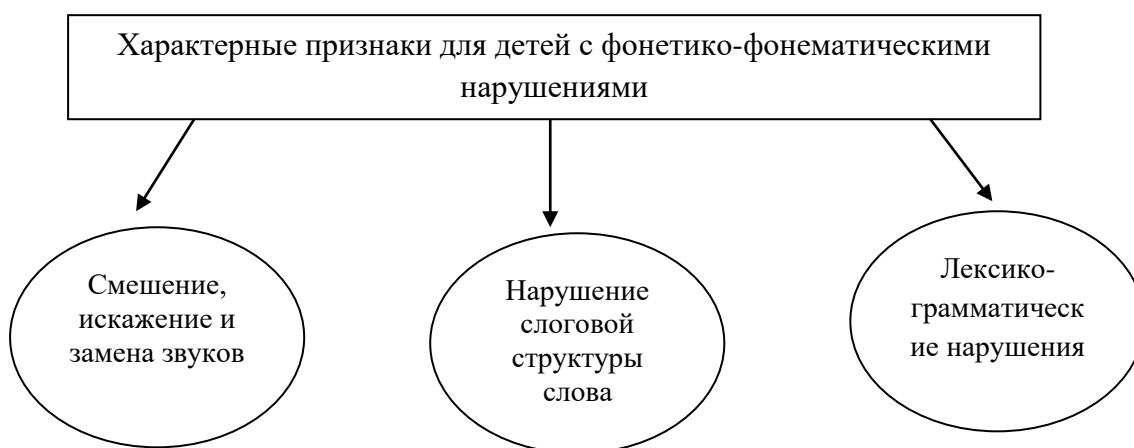 Характерные признаки для детей с фонетико-фонематическими
нарушениями
Смешение,
искажение и
замена звуков
Нарушение
слоговой
структуры
слова
Лексико-
грамматическ
ие нарушения